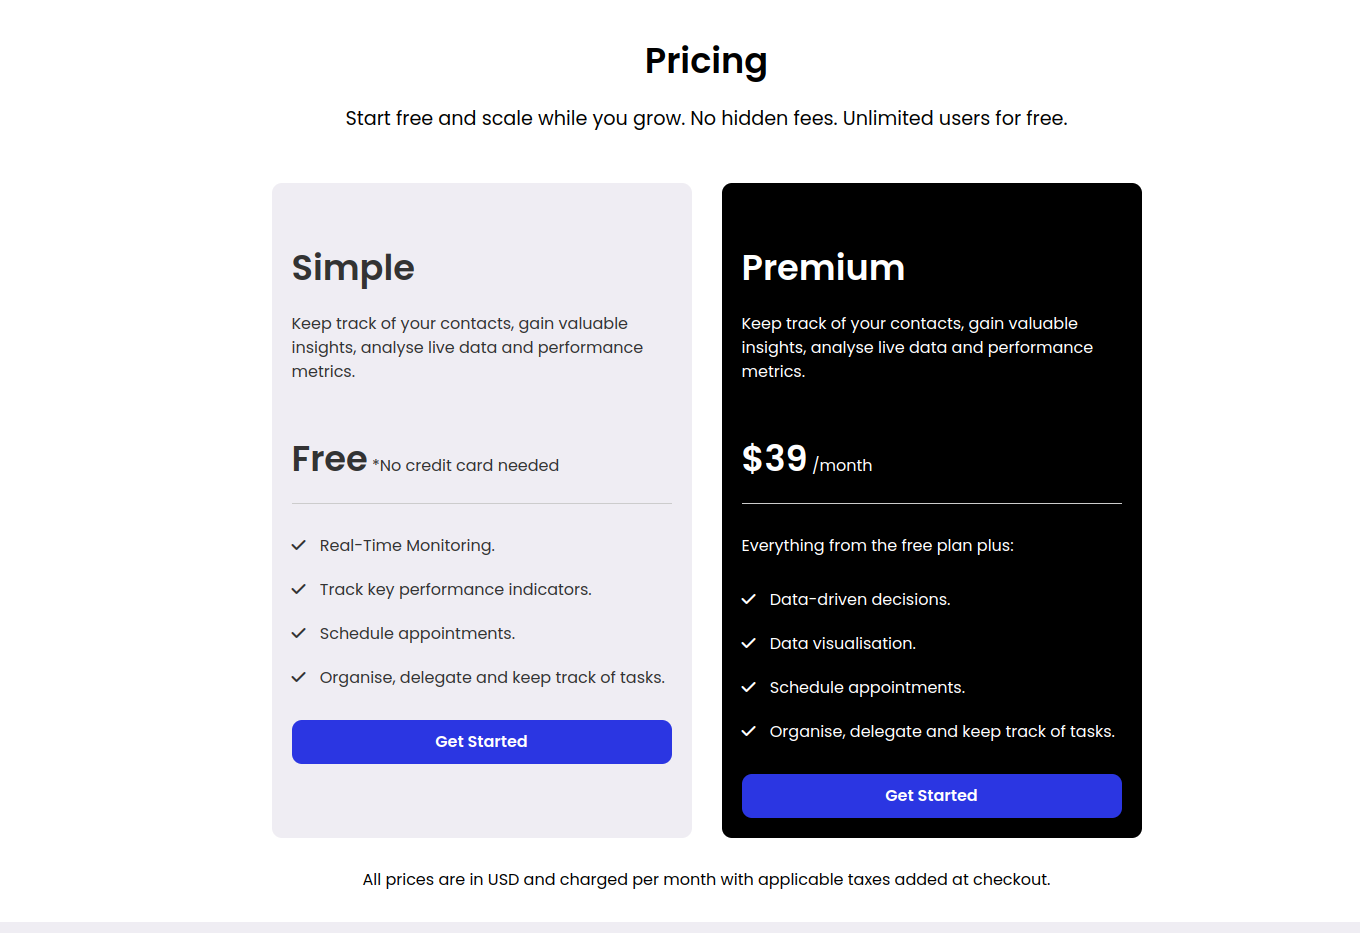 Pricing
Start free and scale while you grow. No hidden fees. Unlimited users for free.
Simple
Keep track of your contacts, gain valuable
insights, analyse live data and performance
metrics.
Free *No credit card needed
Real-Time Monitoring.
Track key performance indicators.
Schedule appointments.
Organise, delegate and keep track of tasks.
Get Started
Premium
Keep track of your contacts, gain valuable
insights, analyse live data and performance
metrics.
$39 /month
Everything from the free plan plus:
Data-driven decisions.
Data visualisation.
Schedule appointments.
Organise, delegate and keep track of tasks.
Get Started
All prices are in USD and charged per month with applicable taxes added at checkout.